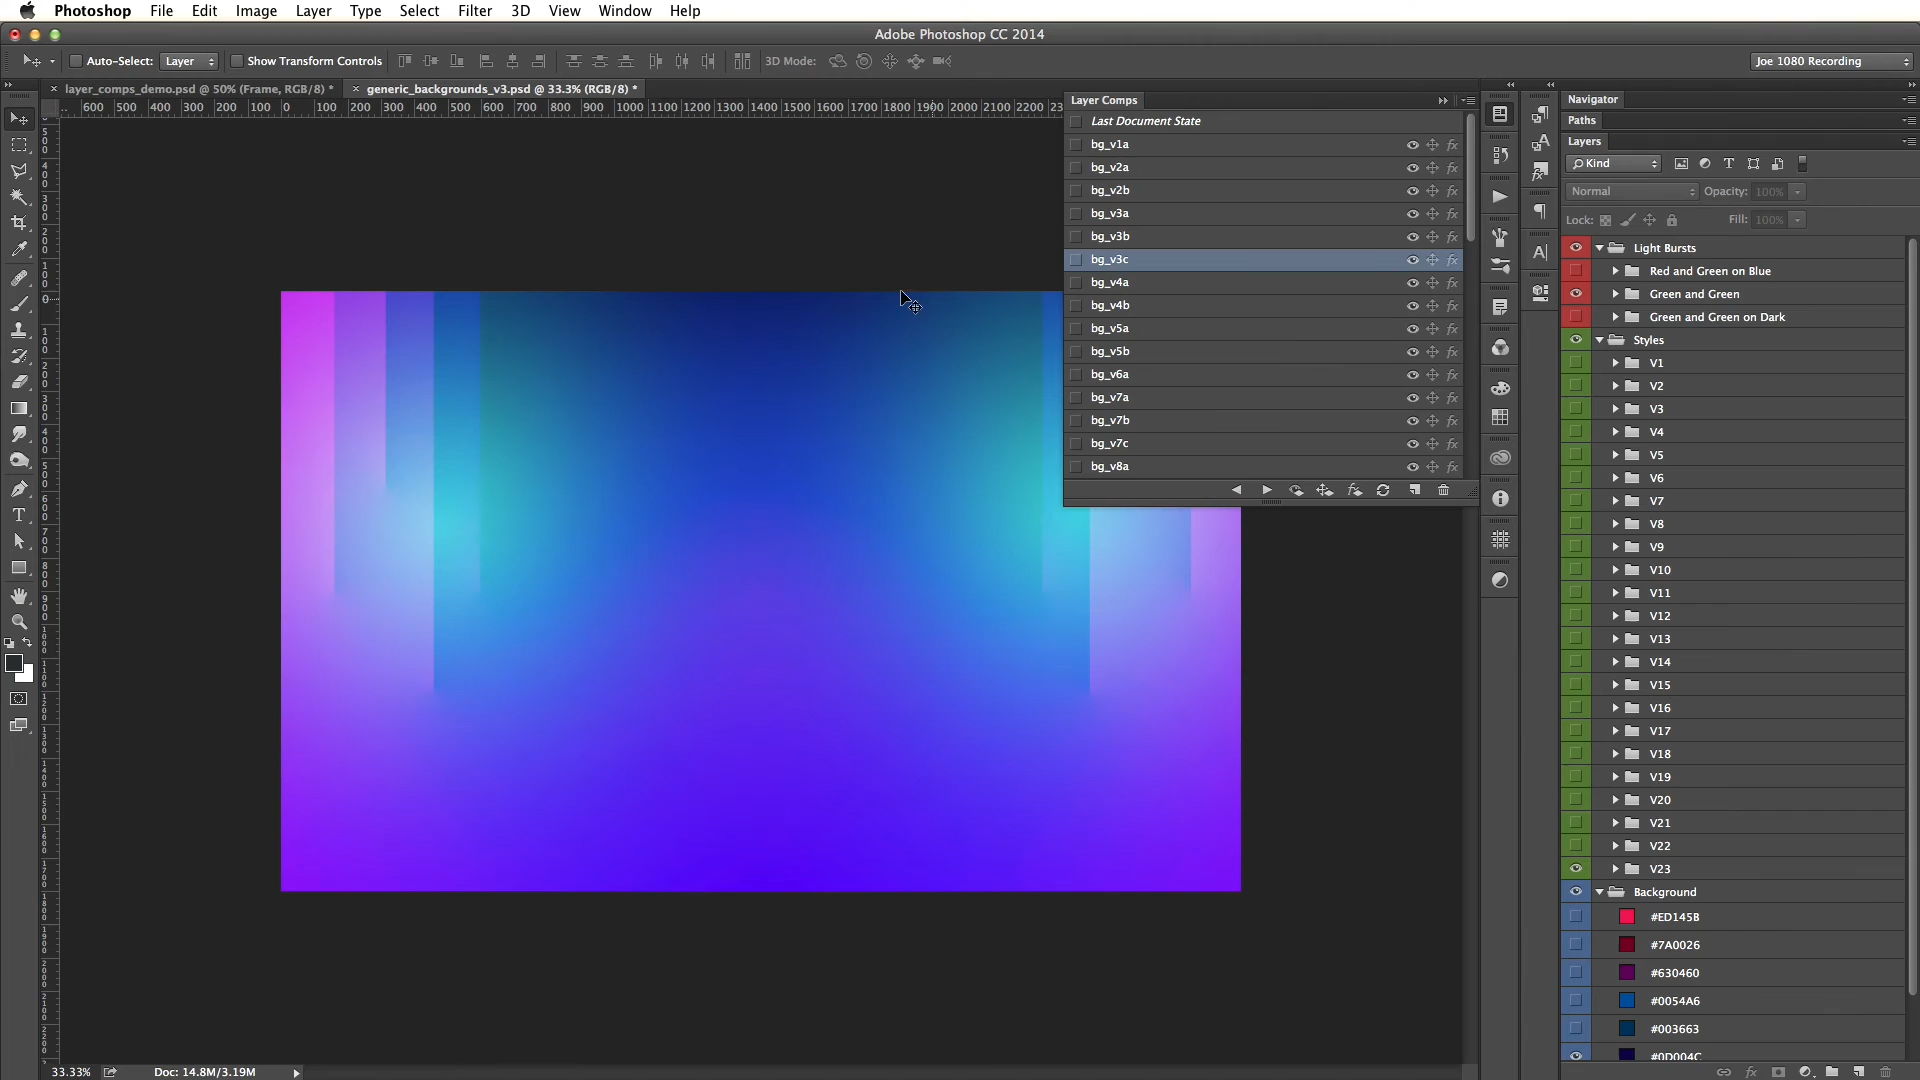 Photoshop File Edit Image Layer Type Select Filter 3D View Window Help
Adobe Photoshop CC 2014
Auto-Select: Layer Show Transform Controls 3D Mode: Joe 1080 Recording
layer_comps_demo.psd @ 50% (Frame, RGB/8) * generic_backgrounds_v3.psd @ 33.3% (RGB/8) *
600 500 400 300 200 100 0 100 200 300 400 500 600 700 800 900 1000 1100 1200 1300 1400 1500 1600 1700 1800 1900 2000 2100 2200
Layer Comps
Last Document State
bg_v1a
bg_v2a
bg_v2b
bg_v3a
bg_v3b
bg_v3c
bg_v4a
bg_v4b
bg_v5a
bg_v5b
bg_v6a
bg_v7a
bg_v7b
bg_v7c
bg_v8a
Navigator
Paths
Layers
Kind
Normal Opacity: 100%
Lock: Fill: 100%
Light Bursts
Red and Green on Blue
Green and Green
Green and Green on Dark
Styles
V1
V2
V3
V4
V5
V6
V7
V8
V9
V10
V11
V12
V13
V14
V15
V16
V17
V18
V19
V20
V21
V22
V23
Background
#ED145B
#7A0026
#630460
#0054A6
#003663
#0D004C
33.33% Doc: 14.8M/3.19M